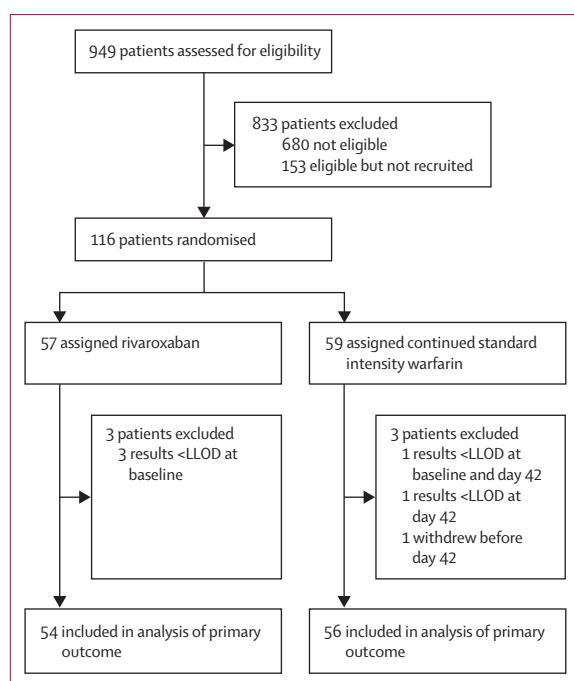 949 patients assessed for eligibility
833 patients excluded
680 not eligible
153 eligible but not recruited
116 patients randomised
57 assigned rivaroxaban
59 assigned continued standard
intensity warfarin
3 patients excluded
3 results <LLOD at
baseline
3 patients excluded
1 results <LLOD at
baseline and day 42
1 results <LLOD at
day 42
1 withdrew before
day 42
54 included in analysis of primary
outcome
56 included in analysis of primary
outcome